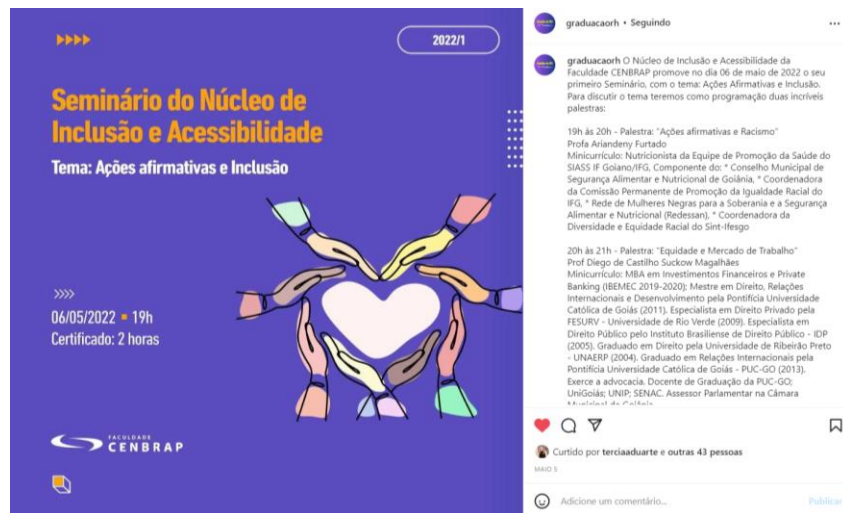 2022/1
Seminário do Núcleo de
Inclusão e Acessibilidade
Tema: Ações afirmativas e Inclusão
06/05/2022 ▪ 19h
Certificado: 2 horas
FACULDADE
CENBRAP
graduacaorh • Seguindo
graduacaorh O Núcleo de Inclusão e Acessibilidade da
Faculdade CENBRAP promove no dia 06 de maio de 2022 o seu
primeiro Seminário, com o tema: Ações Afirmativas e Inclusão.
Para discutir o tema teremos como programação duas incríveis
palestras:
19h às 20h - Palestra: "Ações afirmativas e Racismo"
Profa Ariandeny Furtado
Minicurrículo: Nutricionista da Equipe de Promoção da Saúde do
SIASS IF Goiano/IFG, Componente do: * Conselho Municipal de
Segurança Alimentar e Nutricional de Goiânia, * Coordenadora
da Comissão Permanente de Promoção da Igualdade Racial do
IFG, * Rede de Mulheres Negras para a Soberania e a Segurança
Alimentar e Nutricional (Redessan), * Coordenadora da
Diversidade e Equidade Racial do Sint-Ifesgo
20h às 21h - Palestra: "Equidade e Mercado de Trabalho"
Prof Diego de Castilho Suckow Magalhães
Minicurrículo: MBA em Investimentos Financeiros e Private
Banking (IBEMEC 2019-2020); Mestre em Direito, Relações
Internacionais e Desenvolvimento pela Pontifícia Universidade
Católica de Goiás (2011). Especialista em Direito Privado pela
FESURV - Universidade de Rio Verde (2009). Especialista em
Direito Público pelo Instituto Brasiliense de Direito Público - IDP
(2005). Graduado em Direito pela Universidade de Ribeirão Preto
- UNAERP (2004). Graduado em Relações Internacionais pela
Pontifícia Universidade Católica de Goiás - PUC-GO (2013).
Exerce a advocacia. Docente de Graduação da PUC-GO;
UniGoiás; UNIP; SENAC. Assessor Parlamentar na Câmara
Municipal de Goiânia
Curtido por terciaaduarte e outras 43 pessoas
MAIO 5
Adicione um comentário...
Publicar